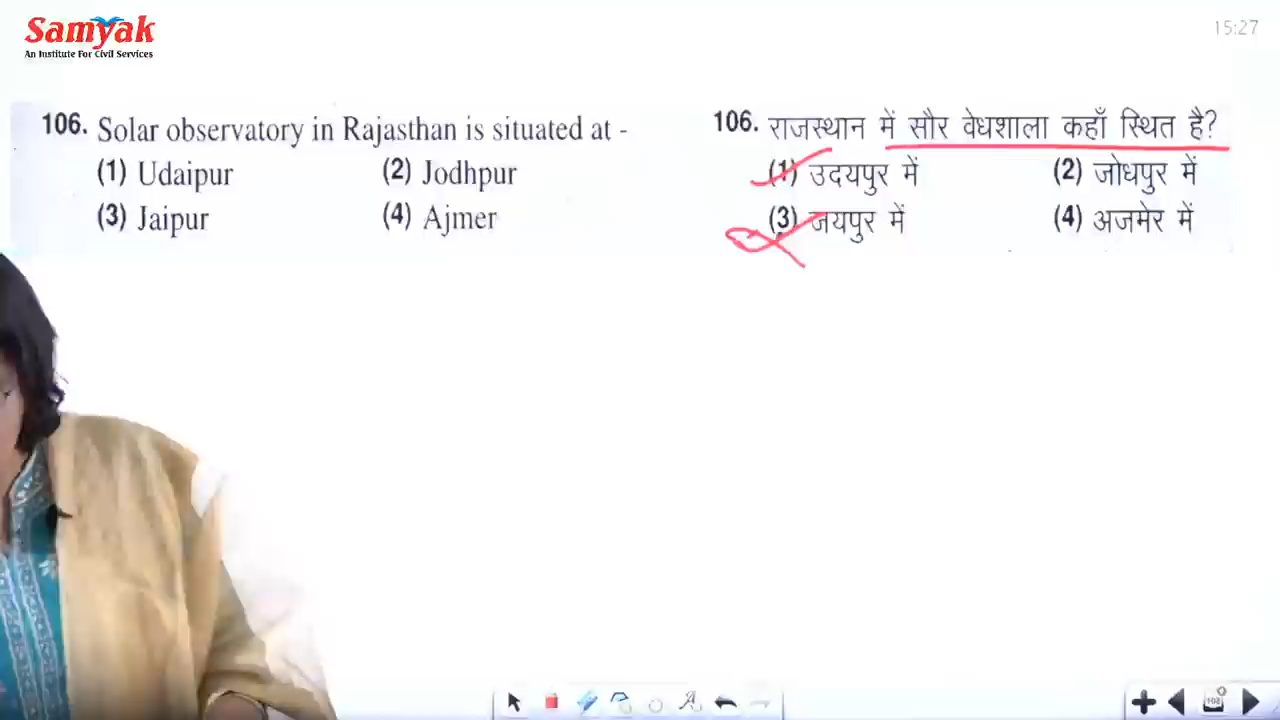 Samyak
An Institute For Civil Services
15:27
106. Solar observatory in Rajasthan is situated at -
(1) Udaipur (2) Jodhpur
(3) Jaipur (4) Ajmer
106. राजस्थान में सौर वेधशाला कहाँ स्थित है?
(1) उदयपुर में (2) जोधपुर में
(3) जयपुर में (4) अजमेर में